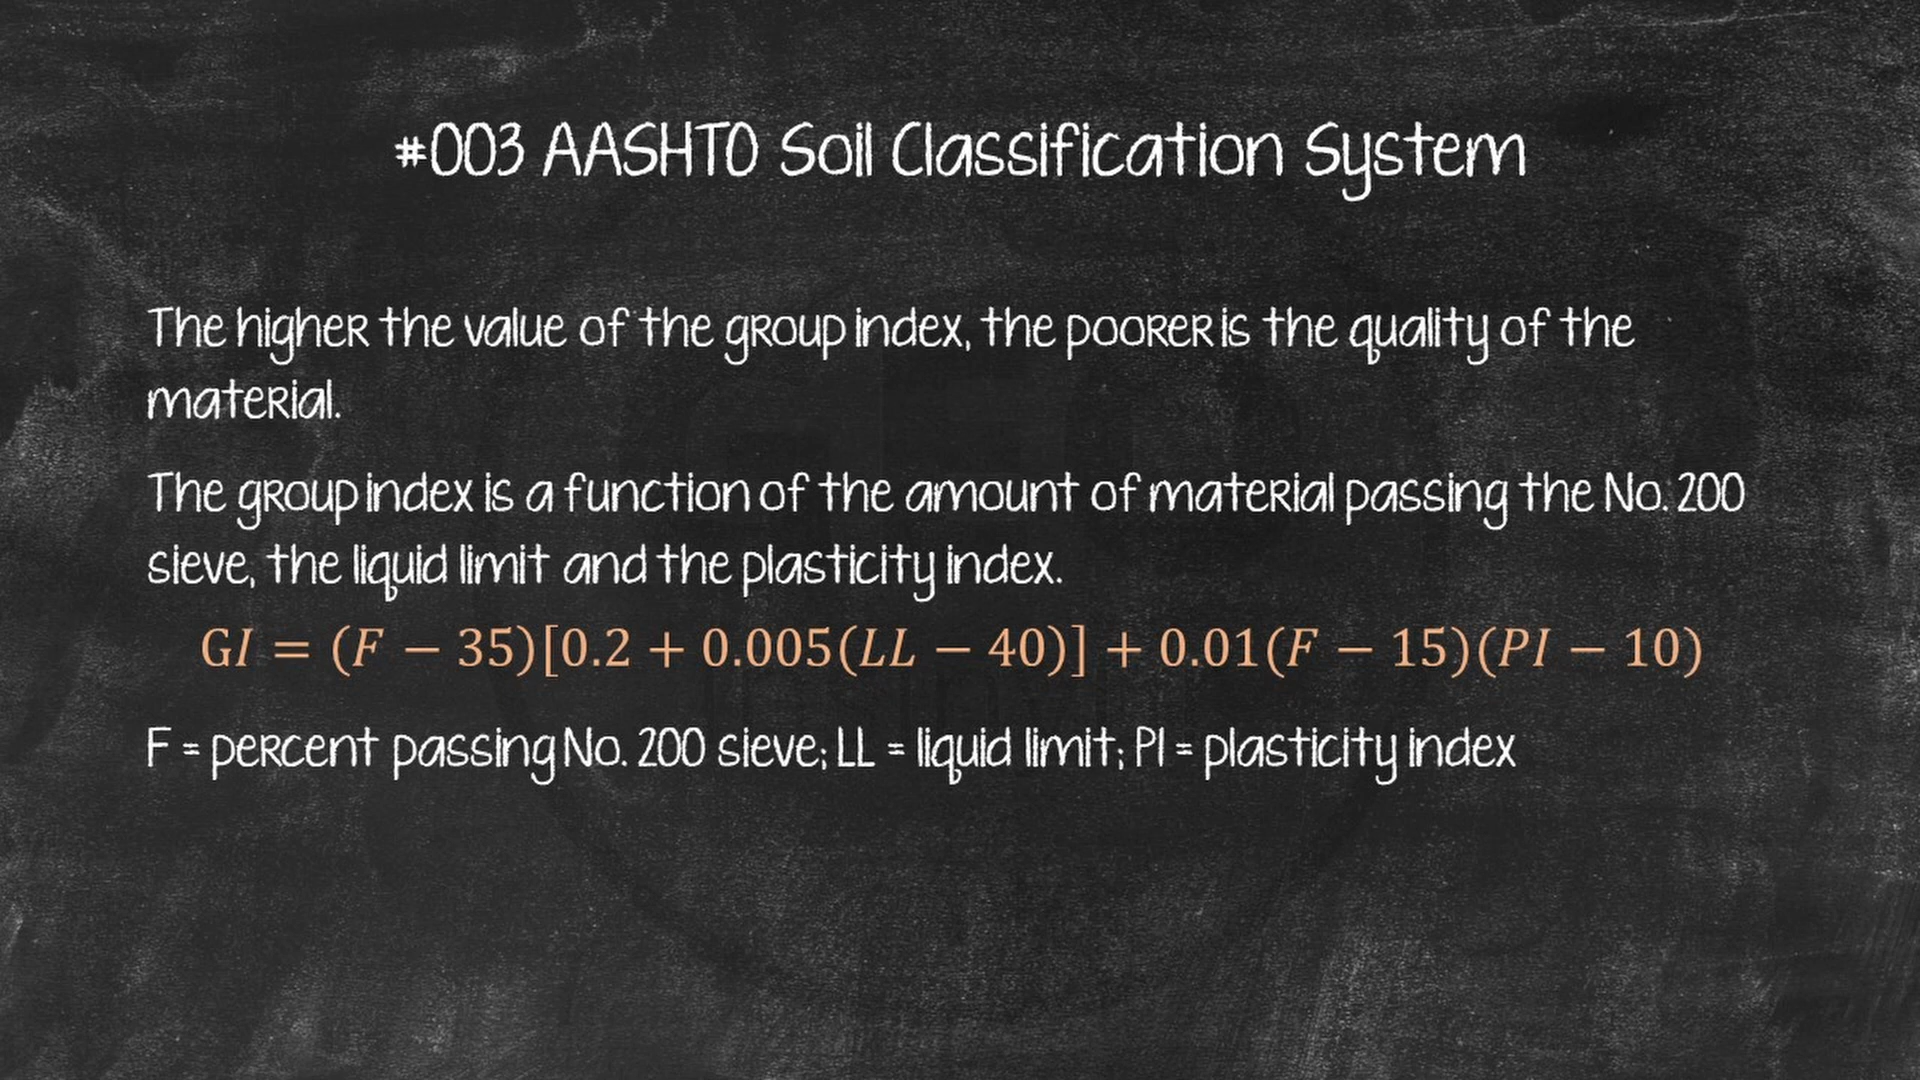 #003 AASHTO Soil Classification System
The higher the value of the group index, the poorer is the quality of the
material.
The group index is a function of the amount of material passing the No. 200
sieve, the liquid limit and the plasticity index.
GI = (F − 35)[0.2 + 0.005(LL − 40)] + 0.01(F − 15)(PI − 10)
F = percent passing No. 200 sieve; LL = liquid limit; PI = plasticity index